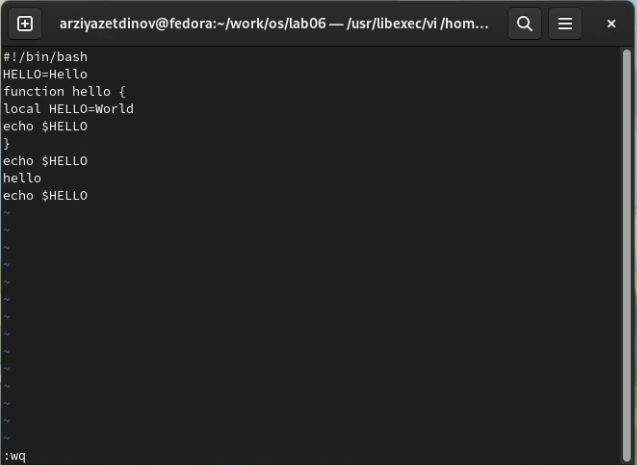 arziyazetdinov@fedora:~/work/os/lab06 — /usr/libexec/vi /hom...
#!/bin/bash
HELLO=Hello
function hello {
local HELLO=World
echo $HELLO
}
echo $HELLO
hello
echo $HELLO
~
~
~
~
~
~
~
~
~
~
~
~
~
~
:wq